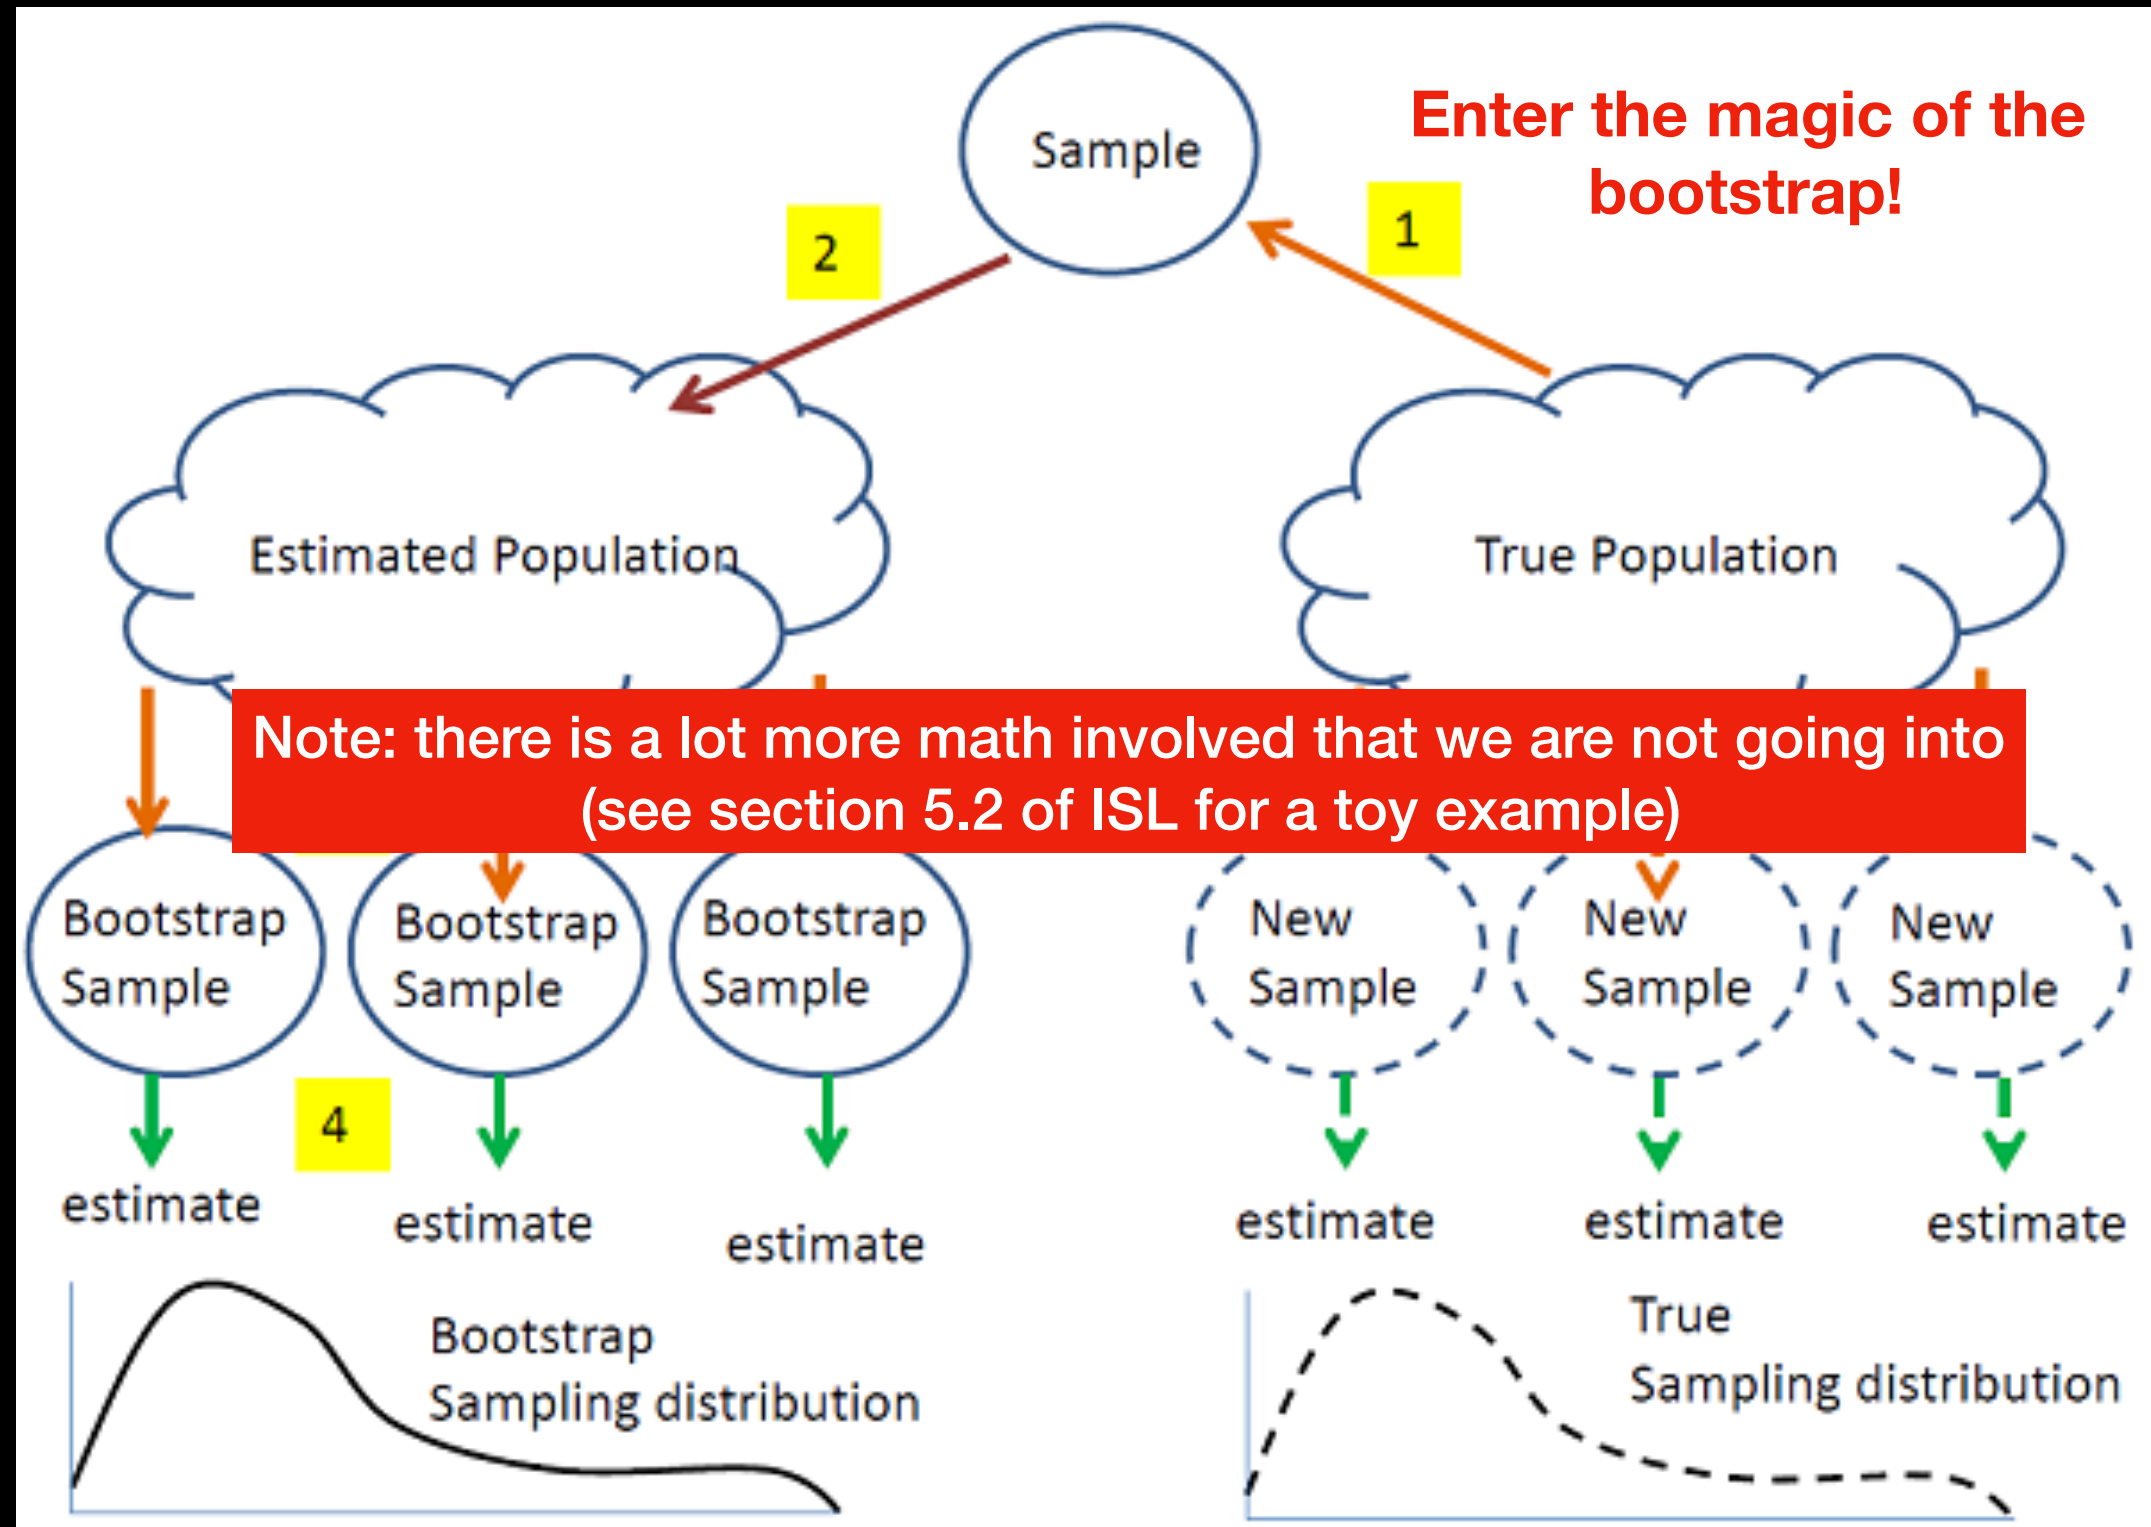 Sample
Enter the magic of the
bootstrap!
2
1
Estimated Population
True Population
Note: there is a lot more math involved that we are not going into
(see section 5.2 of ISL for a toy example)
Bootstrap
Sample
Bootstrap
Sample
Bootstrap
Sample
New
Sample
New
Sample
New
Sample
4
estimate
estimate
estimate
estimate
estimate
estimate
Bootstrap
Sampling distribution
True
Sampling distribution